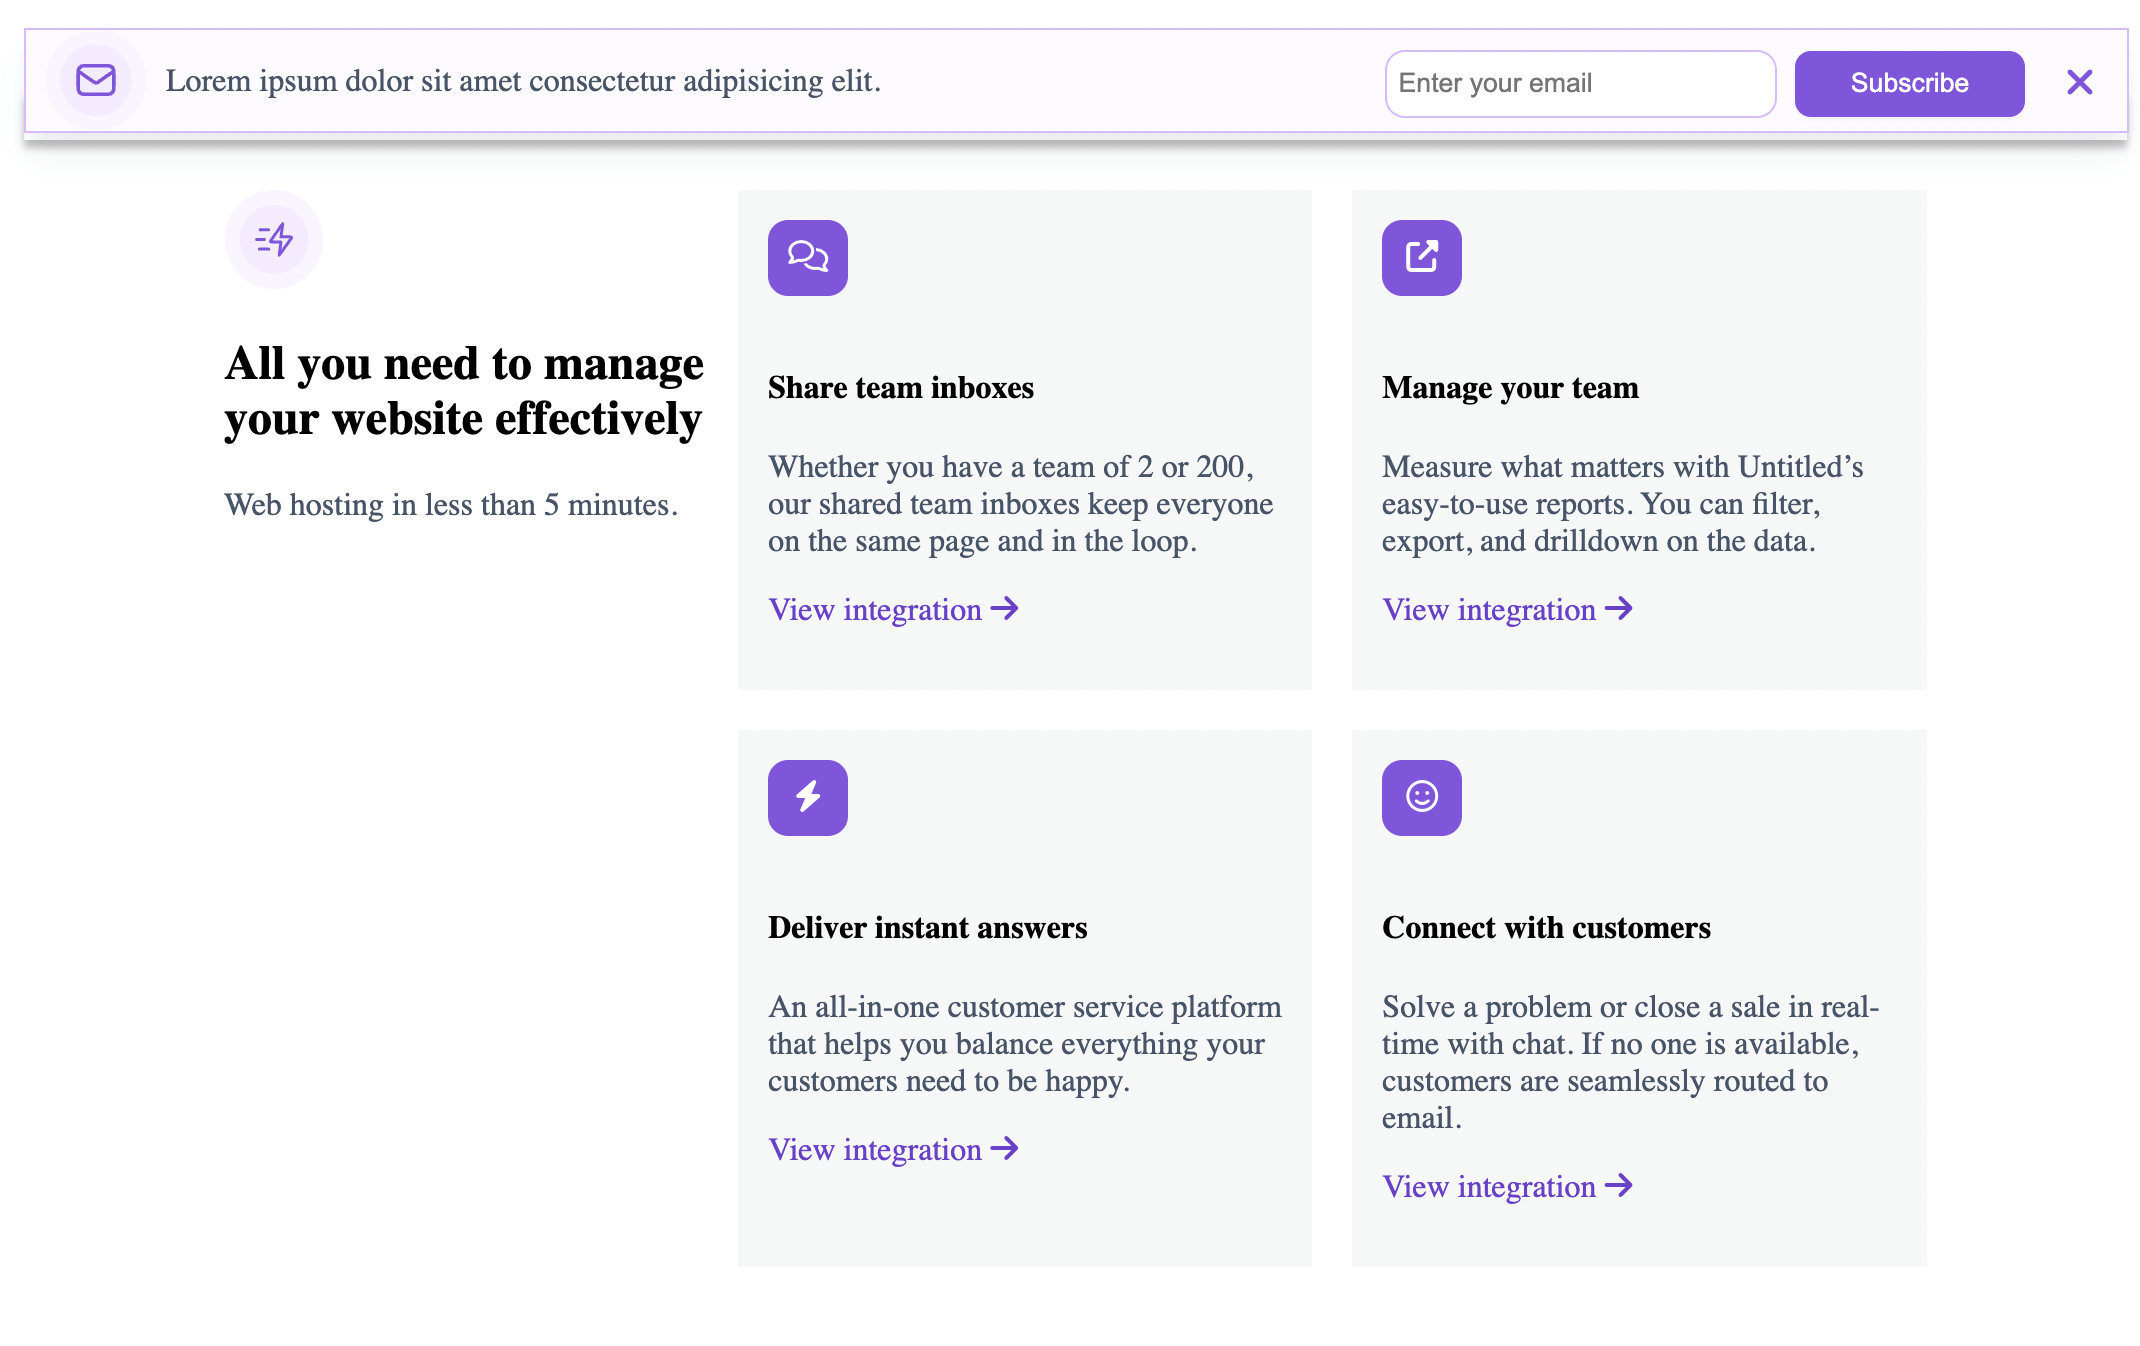 Lorem ipsum dolor sit amet consectetur adipisicing elit.
Enter your email
Subscribe
All you need to manage
your website effectively
Web hosting in less than 5 minutes.
Share team inboxes
Whether you have a team of 2 or 200,
our shared team inboxes keep everyone
on the same page and in the loop.
View integration
Manage your team
Measure what matters with Untitled’s
easy-to-use reports. You can filter,
export, and drilldown on the data.
View integration
Deliver instant answers
An all-in-one customer service platform
that helps you balance everything your
customers need to be happy.
View integration
Connect with customers
Solve a problem or close a sale in real-
time with chat. If no one is available,
customers are seamlessly routed to
email.
View integration